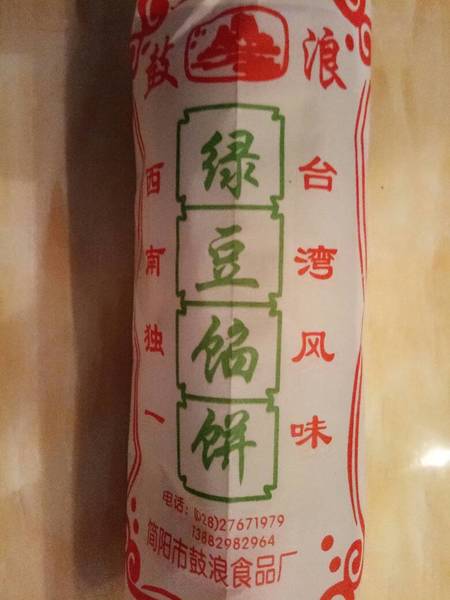 鼓浪
台湾风味
绿豆馅饼
西南独一
电话:(028)27671979
13882982964
简阳市鼓浪食品厂